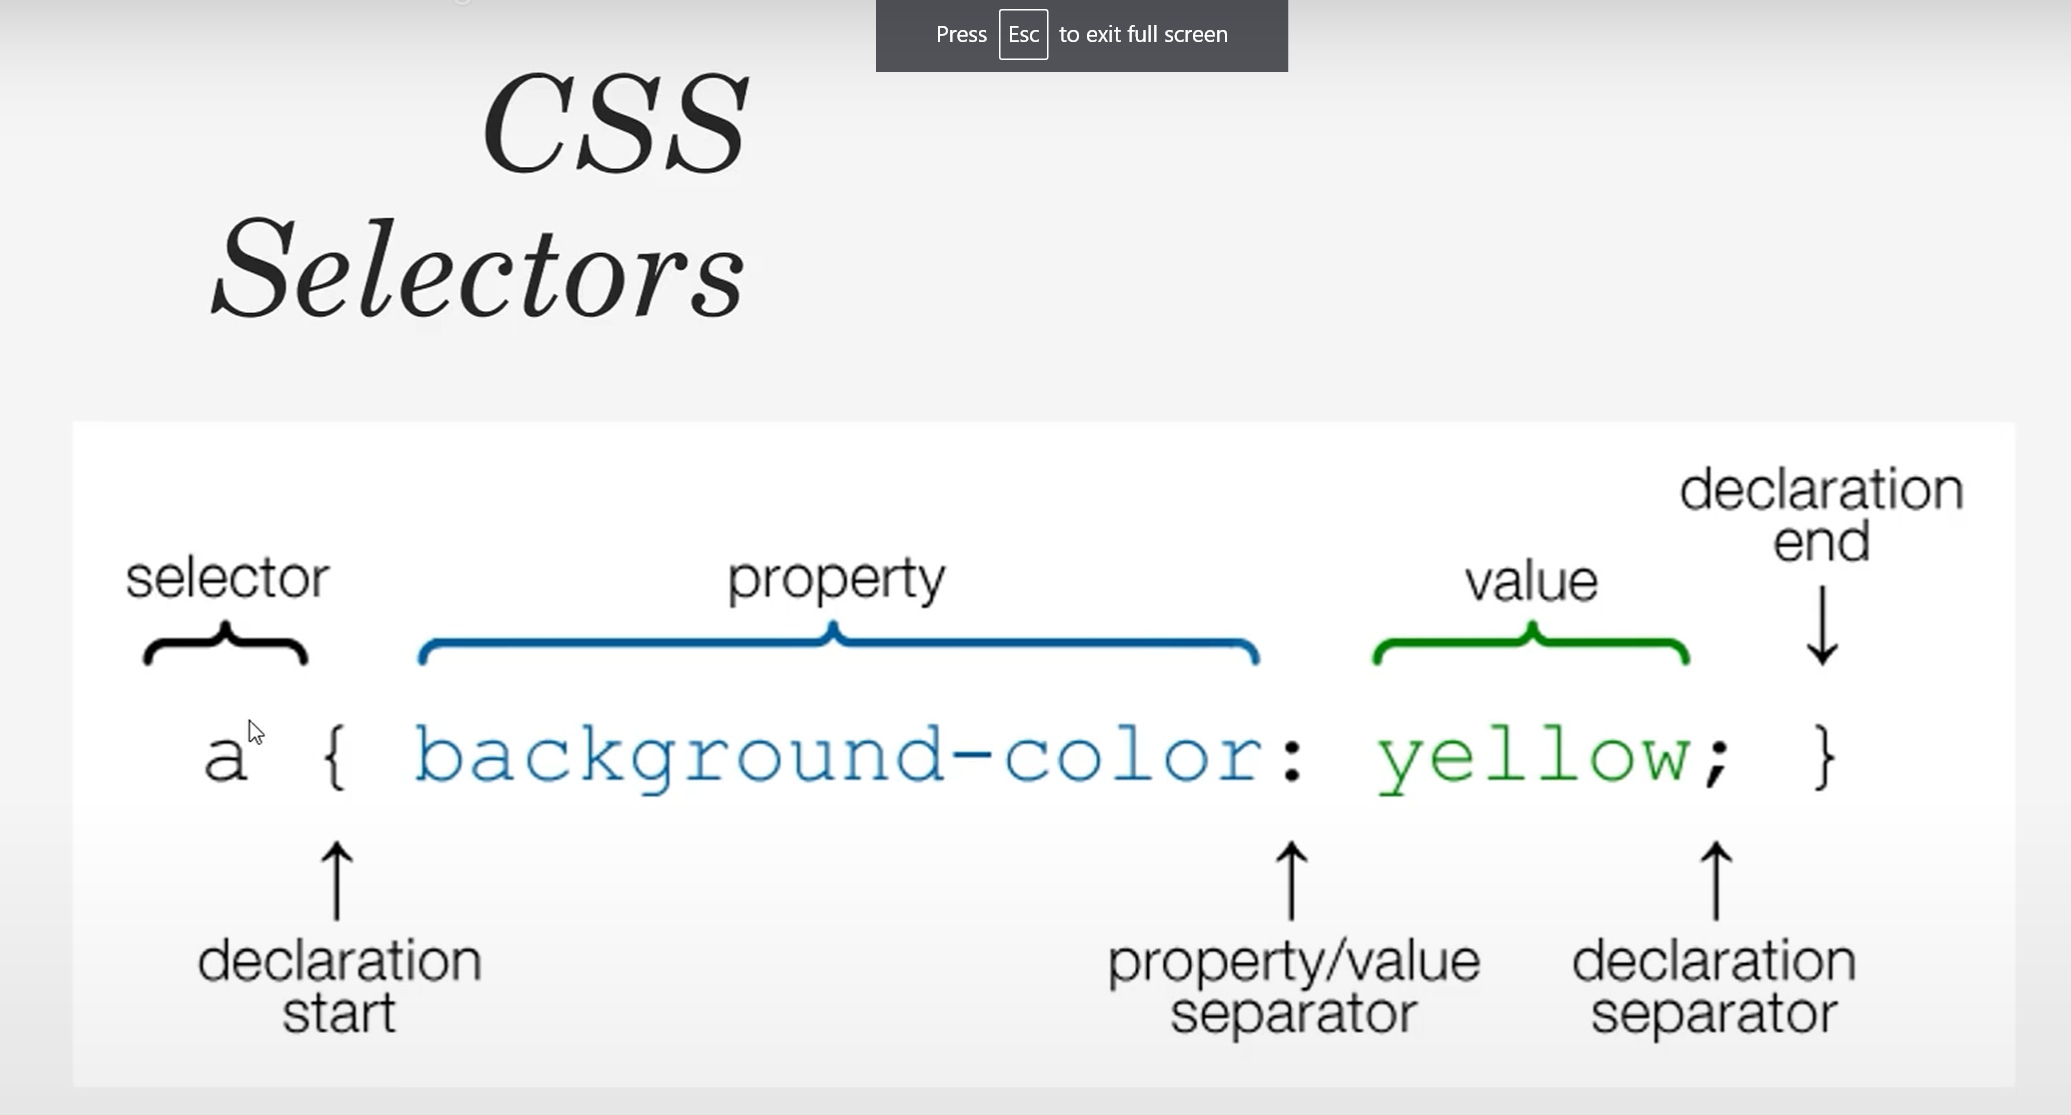 Press Esc to exit full screen
CSS
Selectors
declaration
end
selector
property
value
a { background-color: yellow; }
declaration
start
property/value
separator
declaration
separator